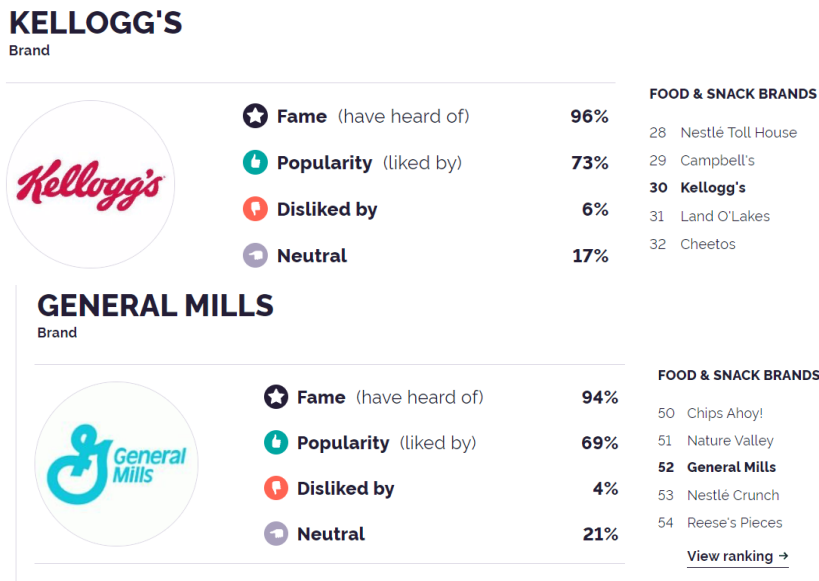 KELLOGG'S
Brand
Kellogg's
Fame (have heard of) 96%
Popularity (liked by) 73%
Disliked by 6%
Neutral 17%
FOOD & SNACK BRANDS
28 Nestlé Toll House
29 Campbell's
30 Kellogg's
31 Land O'Lakes
32 Cheetos
GENERAL MILLS
Brand
General
Mills
Fame (have heard of) 94%
Popularity (liked by) 69%
Disliked by 4%
Neutral 21%
FOOD & SNACK BRANDS
50 Chips Ahoy!
51 Nature Valley
52 General Mills
53 Nestlé Crunch
54 Reese's Pieces
View ranking →